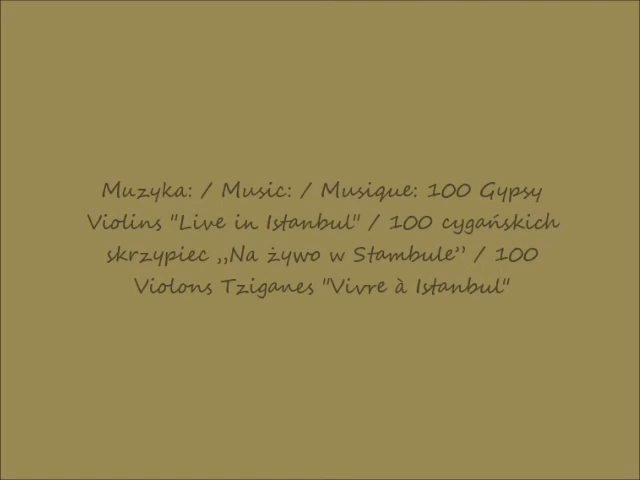 Muzyka: / Music: / Musique: 100 Gypsy
Violins "Live in Istanbul" / 100 cygańskich
skrzypiec „Na żywo w Stambule” / 100
Violons Tziganes "Vivre à Istanbul"